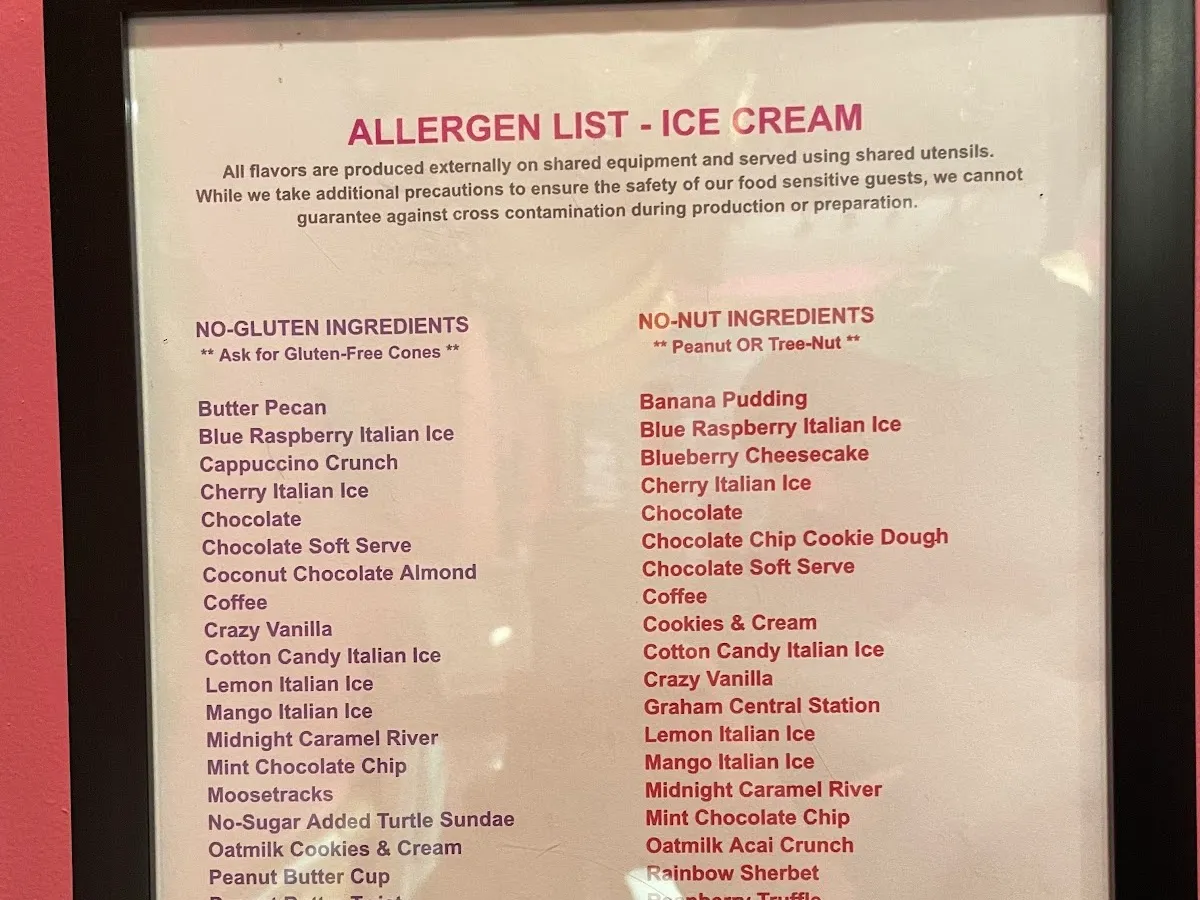 ALLERGEN LIST - ICE CREAM
All flavors are produced externally on shared equipment and served using shared utensils.
While we take additional precautions to ensure the safety of our food sensitive guests, we cannot
guarantee against cross contamination during production or preparation.
NO-GLUTEN INGREDIENTS
** Ask for Gluten-Free Cones **
Butter Pecan
Blue Raspberry Italian Ice
Cappuccino Crunch
Cherry Italian Ice
Chocolate
Chocolate Soft Serve
Coconut Chocolate Almond
Coffee
Crazy Vanilla
Cotton Candy Italian Ice
Lemon Italian Ice
Mango Italian Ice
Midnight Caramel River
Mint Chocolate Chip
Moosetracks
No-Sugar Added Turtle Sundae
Oatmilk Cookies & Cream
Peanut Butter Cup
NO-NUT INGREDIENTS
** Peanut OR Tree-Nut **
Banana Pudding
Blue Raspberry Italian Ice
Blueberry Cheesecake
Cherry Italian Ice
Chocolate
Chocolate Chip Cookie Dough
Chocolate Soft Serve
Coffee
Cookies & Cream
Cotton Candy Italian Ice
Crazy Vanilla
Graham Central Station
Lemon Italian Ice
Mango Italian Ice
Midnight Caramel River
Mint Chocolate Chip
Oatmilk Acai Crunch
Rainbow Sherbet